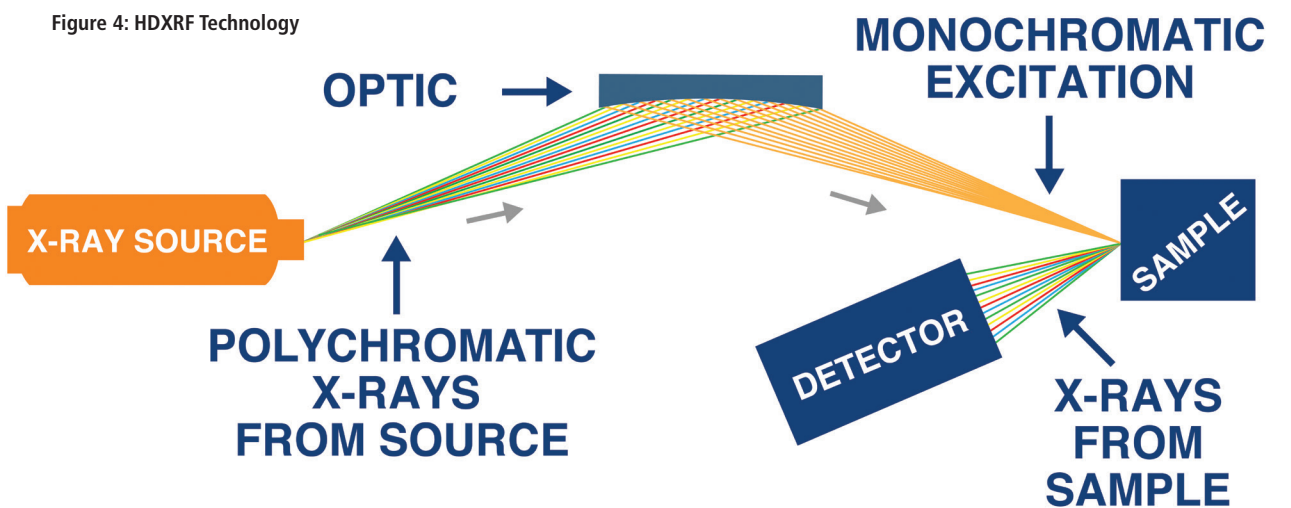 Figure 4: HDXRF Technology
MONOCHROMATIC
EXCITATION
OPTIC
X-RAY SOURCE
SAMPLE
DETECTOR
POLYCHROMATIC
X-RAYS
FROM SOURCE
X-RAYS
FROM
SAMPLE